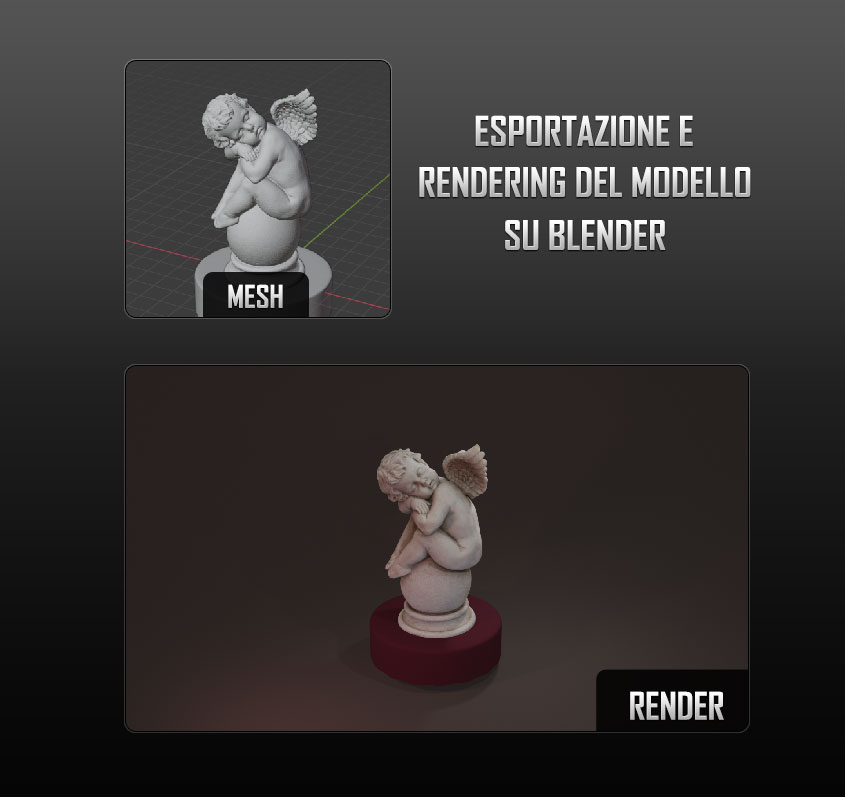 ESPORTAZIONE E
RENDERING DEL MODELLO
SU BLENDER
MESH
RENDER